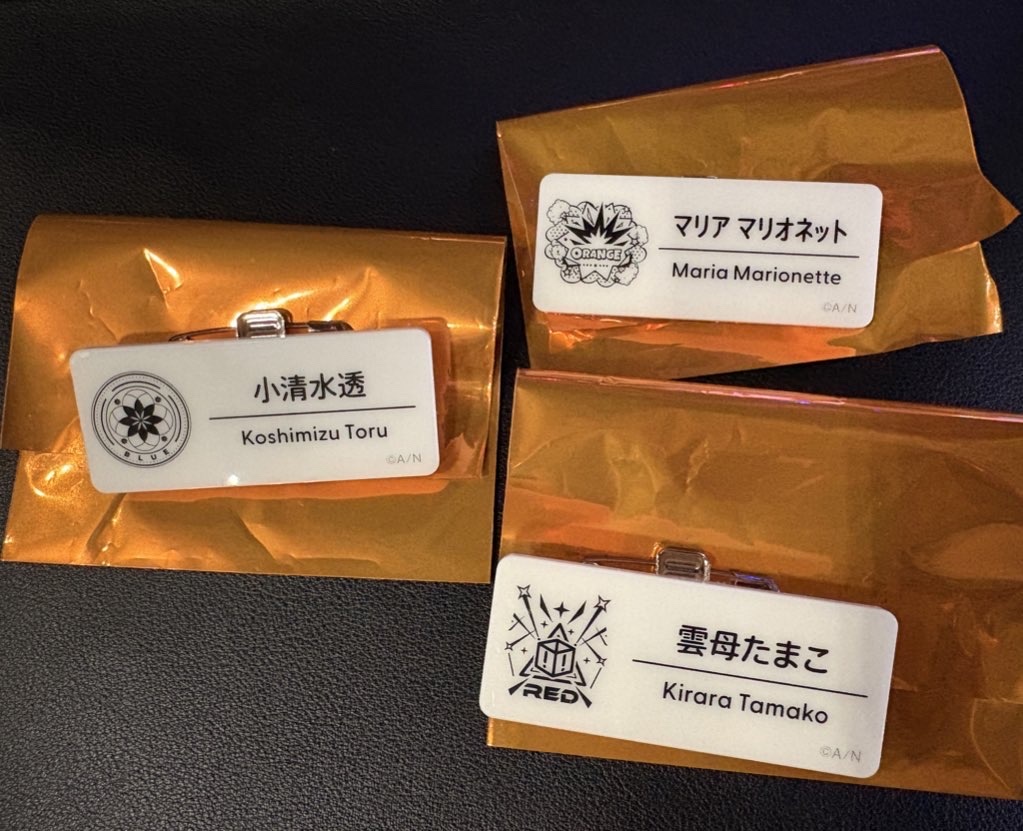 ORANGE
マリア マリオネット
Maria Marionette
©A/N
BLUE
小清水透
Koshimizu Toru
©A/N
RED
雲母たまこ
Kirara Tamako
©A/N